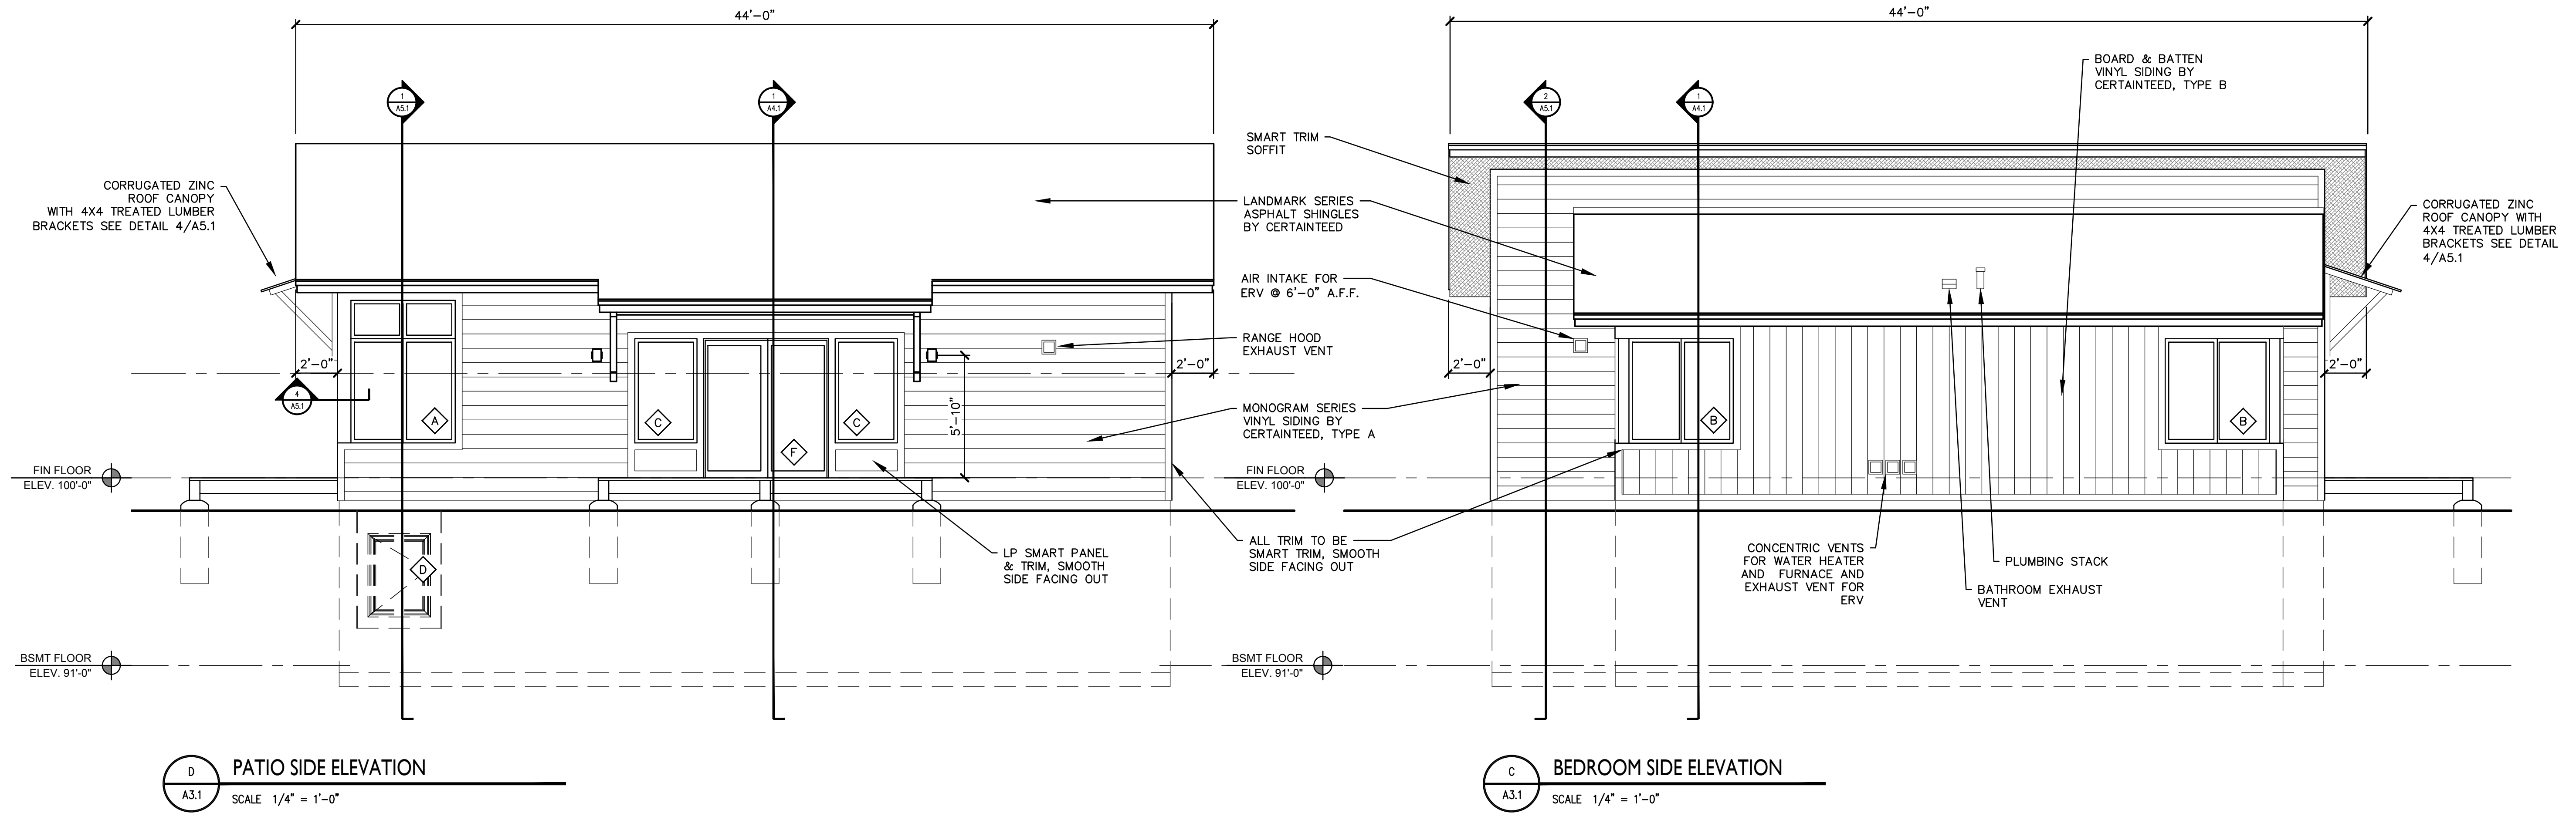 44'-0"
1
A5.1
1
A4.1
CORRUGATED ZINC
ROOF CANOPY
WITH 4X4 TREATED LUMBER
BRACKETS SEE DETAIL 4/A5.1
2'-0"
4
A5.1
A
C
F
C
5'-10"
2'-0"
FIN FLOOR
ELEV. 100'-0"
D
LP SMART PANEL
& TRIM, SMOOTH
SIDE FACING OUT
BSMT FLOOR
ELEV. 91'-0"
D
A3.1
PATIO SIDE ELEVATION
SCALE 1/4" = 1'-0"
SMART TRIM
SOFFIT
LANDMARK SERIES
ASPHALT SHINGLES
BY CERTAINTEED
AIR INTAKE FOR
ERV @ 6'-0" A.F.F.
RANGE HOOD
EXHAUST VENT
MONOGRAM SERIES
VINYL SIDING BY
CERTAINTEED, TYPE A
FIN FLOOR
ELEV. 100'-0"
ALL TRIM TO BE
SMART TRIM, SMOOTH
SIDE FACING OUT
BSMT FLOOR
ELEV. 91'-0"
44'-0"
2
A5.1
1
A4.1
BOARD & BATTEN
VINYL SIDING BY
CERTAINTEED, TYPE B
CORRUGATED ZINC
ROOF CANOPY WITH
4X4 TREATED LUMBER
BRACKETS SEE DETAIL
4/A5.1
2'-0"
2'-0"
B
B
CONCENTRIC VENTS
FOR WATER HEATER
AND FURNACE AND
EXHAUST VENT FOR
ERV
PLUMBING STACK
BATHROOM EXHAUST
VENT
C
A3.1
BEDROOM SIDE ELEVATION
SCALE 1/4" = 1'-0"